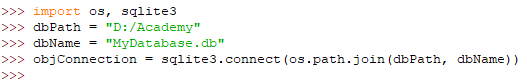 >>> import os, sqlite3
>>> dbPath = "D:/Academy"
>>> dbName = "MyDatabase.db"
>>> objConnection = sqlite3.connect(os.path.join(dbPath, dbName))
>>>